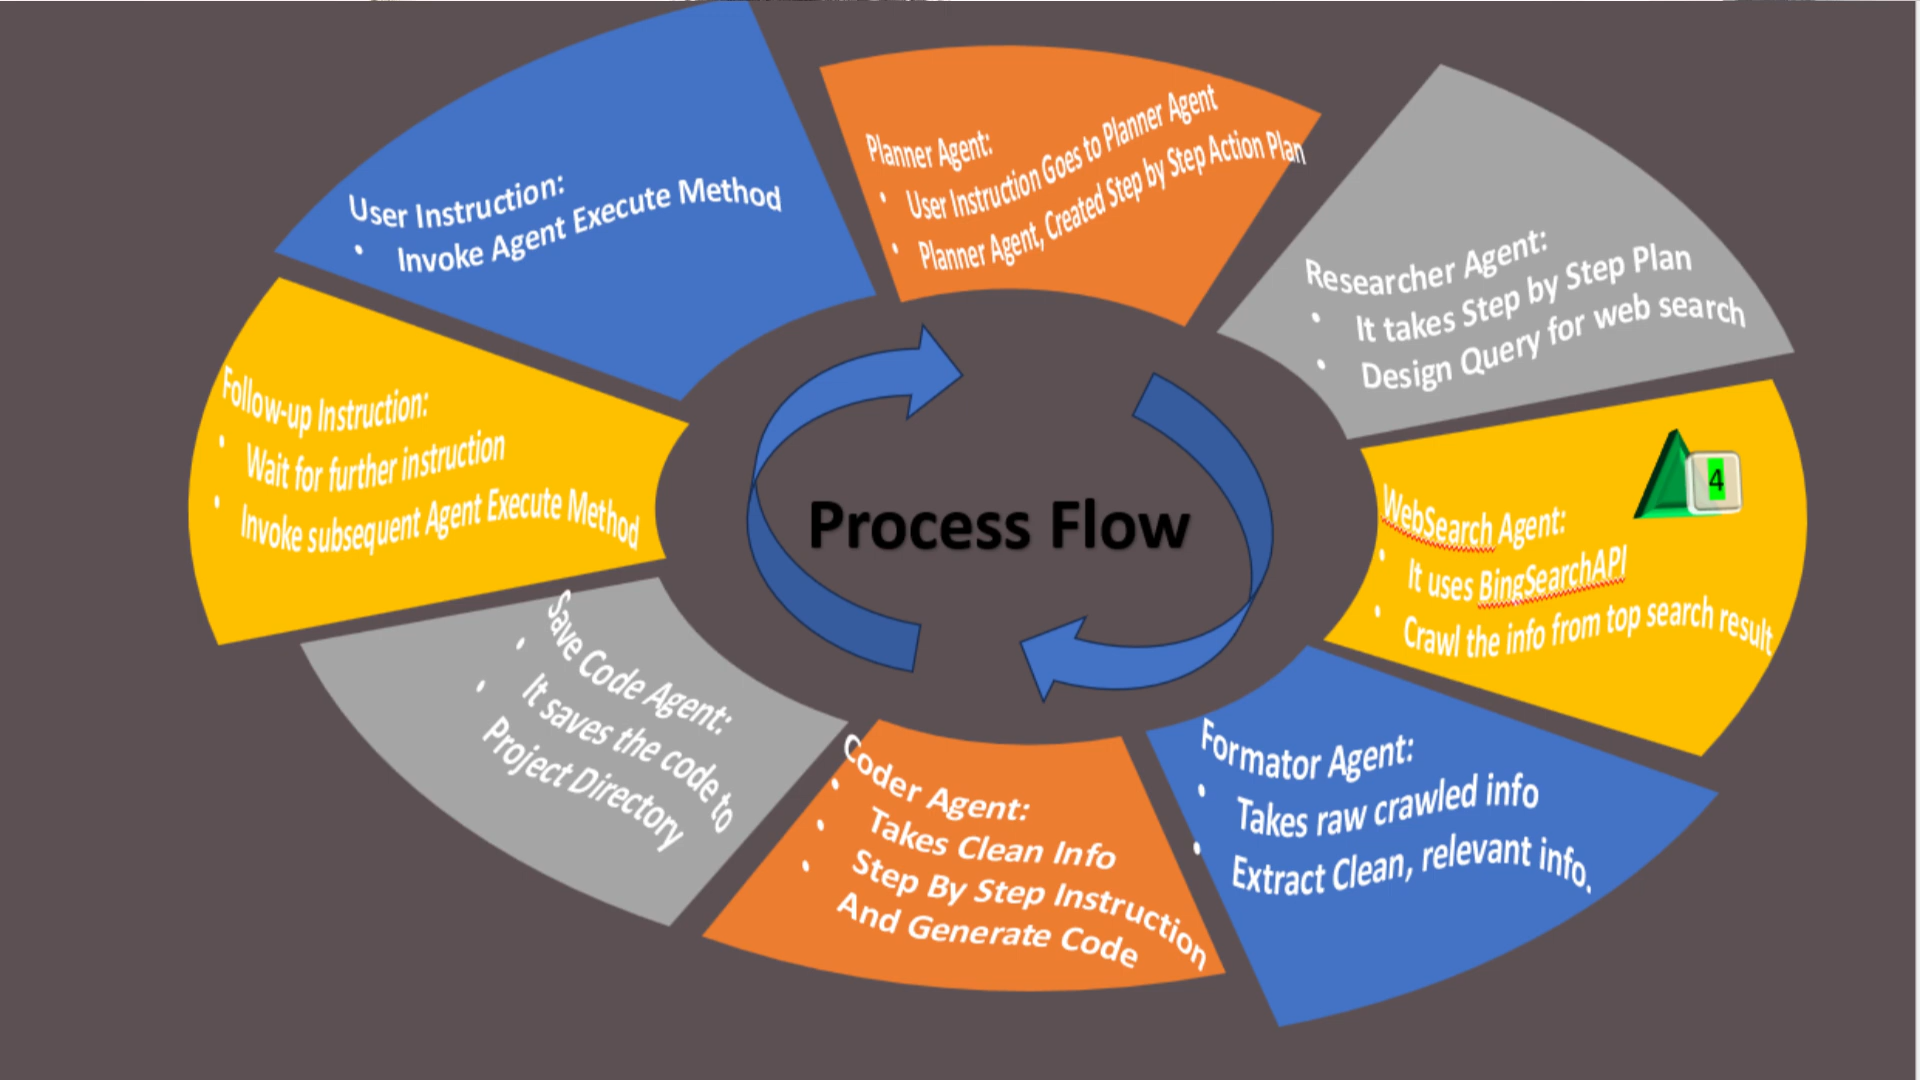 User Instruction:
• Invoke Agent Execute Method
Planner Agent:
• User Instruction Goes to Planner Agent
• Planner Agent, Created Step by Step Action Plan
Researcher Agent:
• It takes Step by Step Plan
• Design Query for web search
WebSearch Agent:
• It uses BingSearchAPI
• Crawl the info from top search result
4
Formator Agent:
• Takes raw crawled info
• Extract Clean, relevant info.
Coder Agent:
• Takes Clean Info
• Step By Step Instruction
• And Generate Code
Save Code Agent:
• It saves the code to
• Project Directory
Follow-up Instruction:
• Wait for further instruction
• Invoke subsequent Agent Execute Method
Process Flow